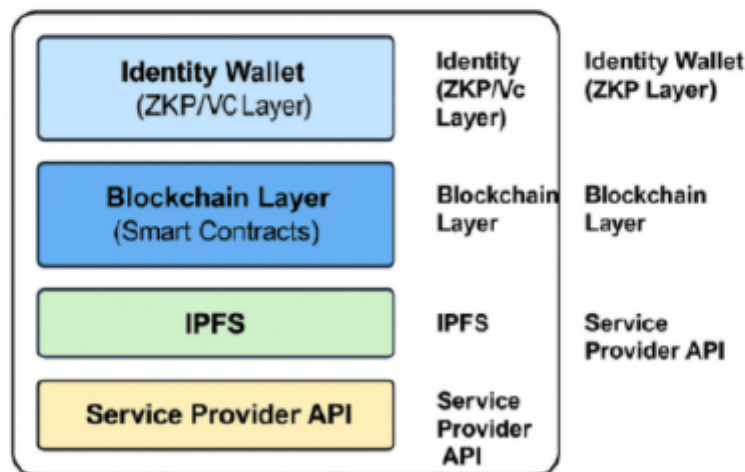 Identity Wallet
(ZKP/VC Layer)
Identity
(ZKP/Vc
Layer)
Identity Wallet
(ZKP Layer)
Blockchain Layer
(Smart Contracts)
Blockchain
Layer
Blockchain
Layer
IPFS
IPFS
Service
Provider API
Service Provider API
Service
Provider
API